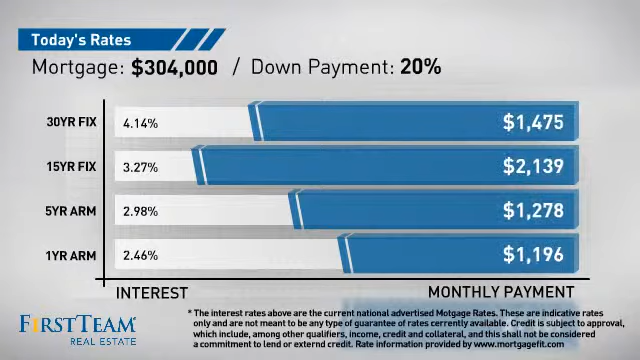 Today's Rates
Mortgage: $304,000 / Down Payment: 20%
30YR FIX 4.14% $1,475
15YR FIX 3.27% $2,139
5YR ARM 2.98% $1,278
1YR ARM 2.46% $1,196
INTEREST MONTHLY PAYMENT
* The interest rates above are the current national advertised Motgage Rates. These are indicative rates
only and are not meant to be any type of guarantee of rates cerrently available. Credit is subject to approval,
which include, among other qualifiers, income, credit and collateral, and this shall not be considered
a commitment to lend or externd credit. Rate information provided by www.mortgagefit.com
FIRSTTEAM®
REAL ESTATE